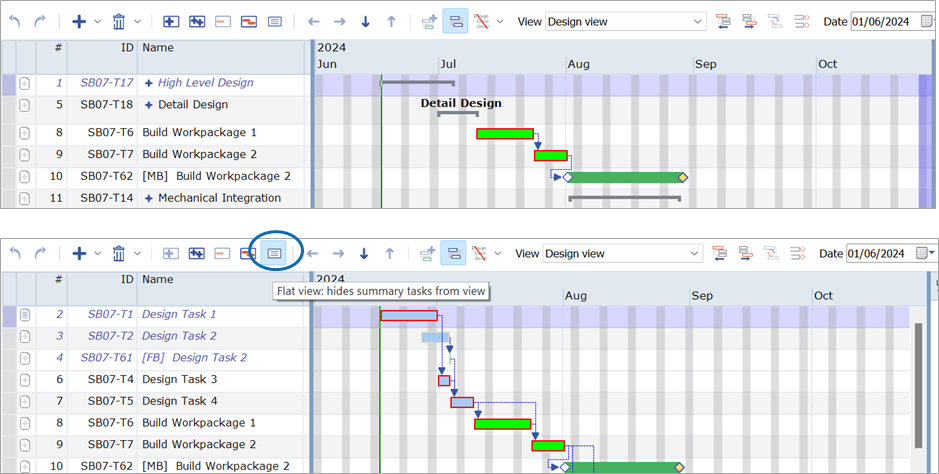 View Design view Date 01/06/2024
# ID Name 2024
Jun Jul Aug Sep Oct
1 SB07-T17 + High Level Design
5 SB07-T18 + Detail Design Detail Design
8 SB07-T6 Build Workpackage 1
9 SB07-T7 Build Workpackage 2
10 SB07-T62 [MB] Build Workpackage 2
11 SB07-T14 + Mechanical Integration
View Design view Date 01/06/2024
# ID Name 2024
Flat view: hides summary tasks from view Aug Sep Oct
2 SB07-T1 Design Task 1
3 SB07-T2 Design Task 2
4 SB07-T61 [FB] Design Task 2
6 SB07-T4 Design Task 3
7 SB07-T5 Design Task 4
8 SB07-T6 Build Workpackage 1
9 SB07-T7 Build Workpackage 2
10 SB07-T62 [MB] Build Workpackage 2